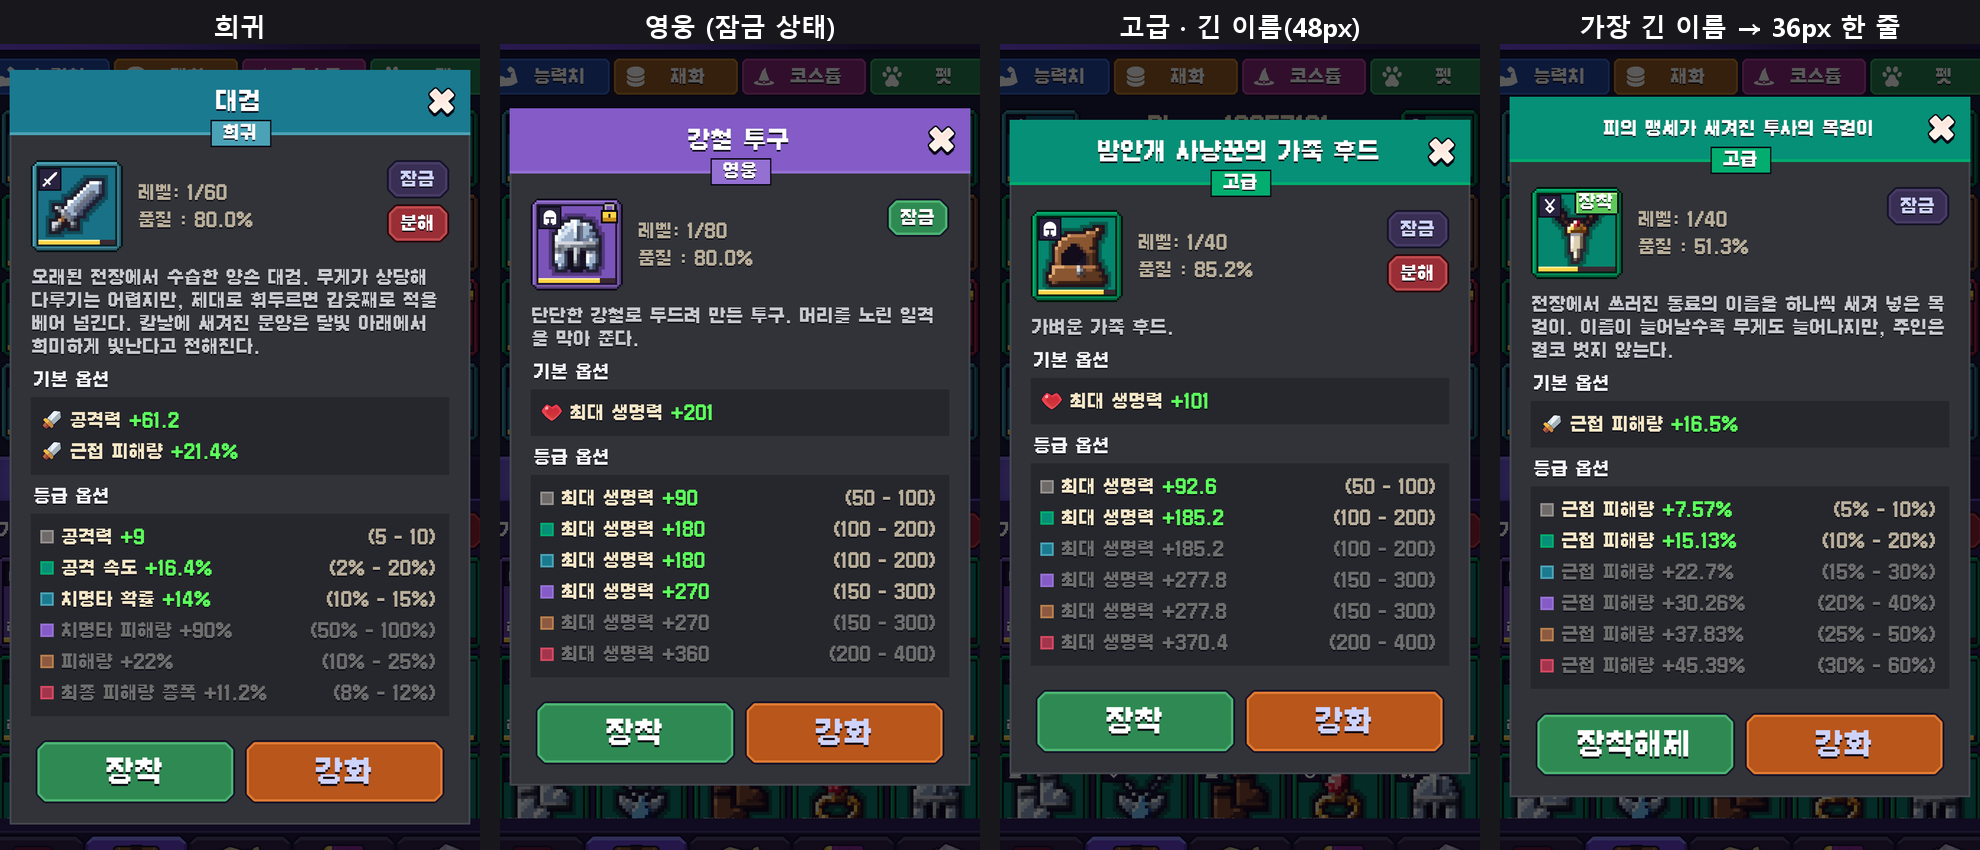 희귀
대검
희귀
레벨: 1/60
품질 : 80.0%
잠금
분해
오래된 전장에서 수습한 양손 대검. 무게가 상당해
다루기는 어렵지만, 제대로 휘두르면 갑옷째로 적을
베어 넘긴다. 칼날에 새겨진 문양은 달빛 아래에서
희미하게 빛난다고 전해진다.
기본 옵션
공격력 +61.2
근접 피해량 +21.4%
등급 옵션
공격력 +9 (5 - 10)
공격 속도 +16.4% (2% - 20%)
치명타 확률 +14% (10% - 15%)
치명타 피해량 +90% (50% - 100%)
피해량 +22% (10% - 25%)
최종 피해량 증폭 +11.2% (8% - 12%)
장착
강화
영웅 (잠금 상태)
능력치
재화
코스튬
펫
강철 투구
영웅
레벨: 1/80
품질 : 80.0%
잠금
단단한 강철로 두드려 만든 투구. 머리를 노린 일격
을 막아 준다.
기본 옵션
최대 생명력 +201
등급 옵션
최대 생명력 +90 (50 - 100)
최대 생명력 +180 (100 - 200)
최대 생명력 +180 (100 - 200)
최대 생명력 +270 (150 - 300)
최대 생명력 +270 (150 - 300)
최대 생명력 +360 (200 - 400)
장착
강화
고급 · 긴 이름(48px)
능력치
재화
코스튬
펫
밤안개 사냥꾼의 가죽 후드
고급
레벨: 1/40
품질 : 85.2%
잠금
분해
가벼운 가죽 후드.
기본 옵션
최대 생명력 +101
등급 옵션
최대 생명력 +92.6 (50 - 100)
최대 생명력 +185.2 (100 - 200)
최대 생명력 +185.2 (100 - 200)
최대 생명력 +277.8 (150 - 300)
최대 생명력 +277.8 (150 - 300)
최대 생명력 +370.4 (200 - 400)
장착
강화
가장 긴 이름 → 36px 한 줄
능력치
재화
코스튬
펫
피의 맹세가 새겨진 투사의 목걸이
고급
장착
레벨: 1/40
품질 : 51.3%
잠금
전장에서 쓰러진 동료의 이름을 하나씩 새겨 넣은 목
걸이. 이름이 늘어날수록 무게도 늘어나지만, 주인은
결코 벗지 않는다.
기본 옵션
근접 피해량 +16.5%
등급 옵션
근접 피해량 +7.57% (5% - 10%)
근접 피해량 +15.13% (10% - 20%)
근접 피해량 +22.7% (15% - 30%)
근접 피해량 +30.26% (20% - 40%)
근접 피해량 +37.83% (25% - 50%)
근접 피해량 +45.39% (30% - 60%)
장착해제
강화